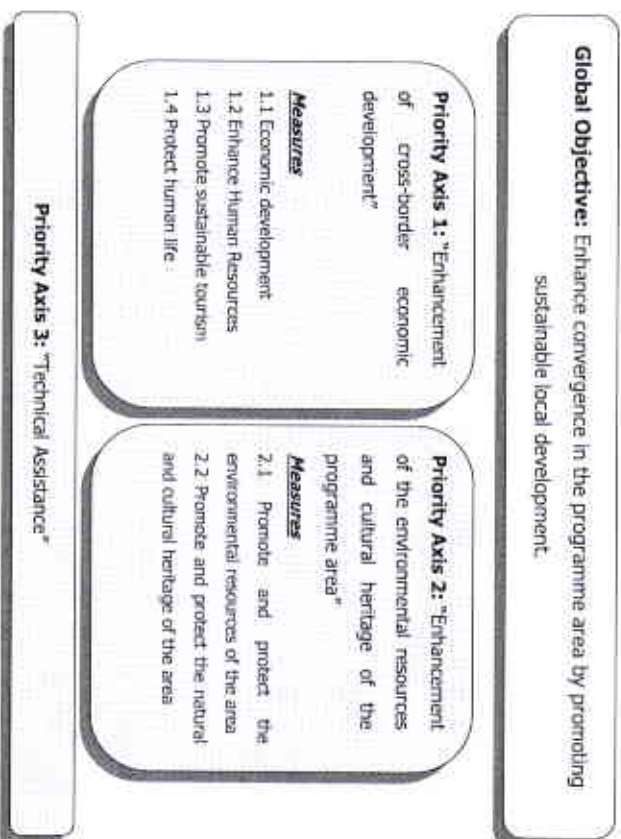 Global Objective: Enhance convergence in the programme area by promoting
sustainable local development.
Priority Axis 1: "Enhancement
of cross-border economic
development"
Measures
1.1 Economic development
1.2 Enhance Human Resources
1.3 Promote sustainable tourism
1.4 Protect human life
Priority Axis 2: "Enhancement
of the environmental resources
and cultural heritage of the
programme area"
Measures
2.1 Promote and protect the
environmental resources of the area
2.2 Promote and protect the natural
and cultural heritage of the area
Priority Axis 3: "Technical Assistance"